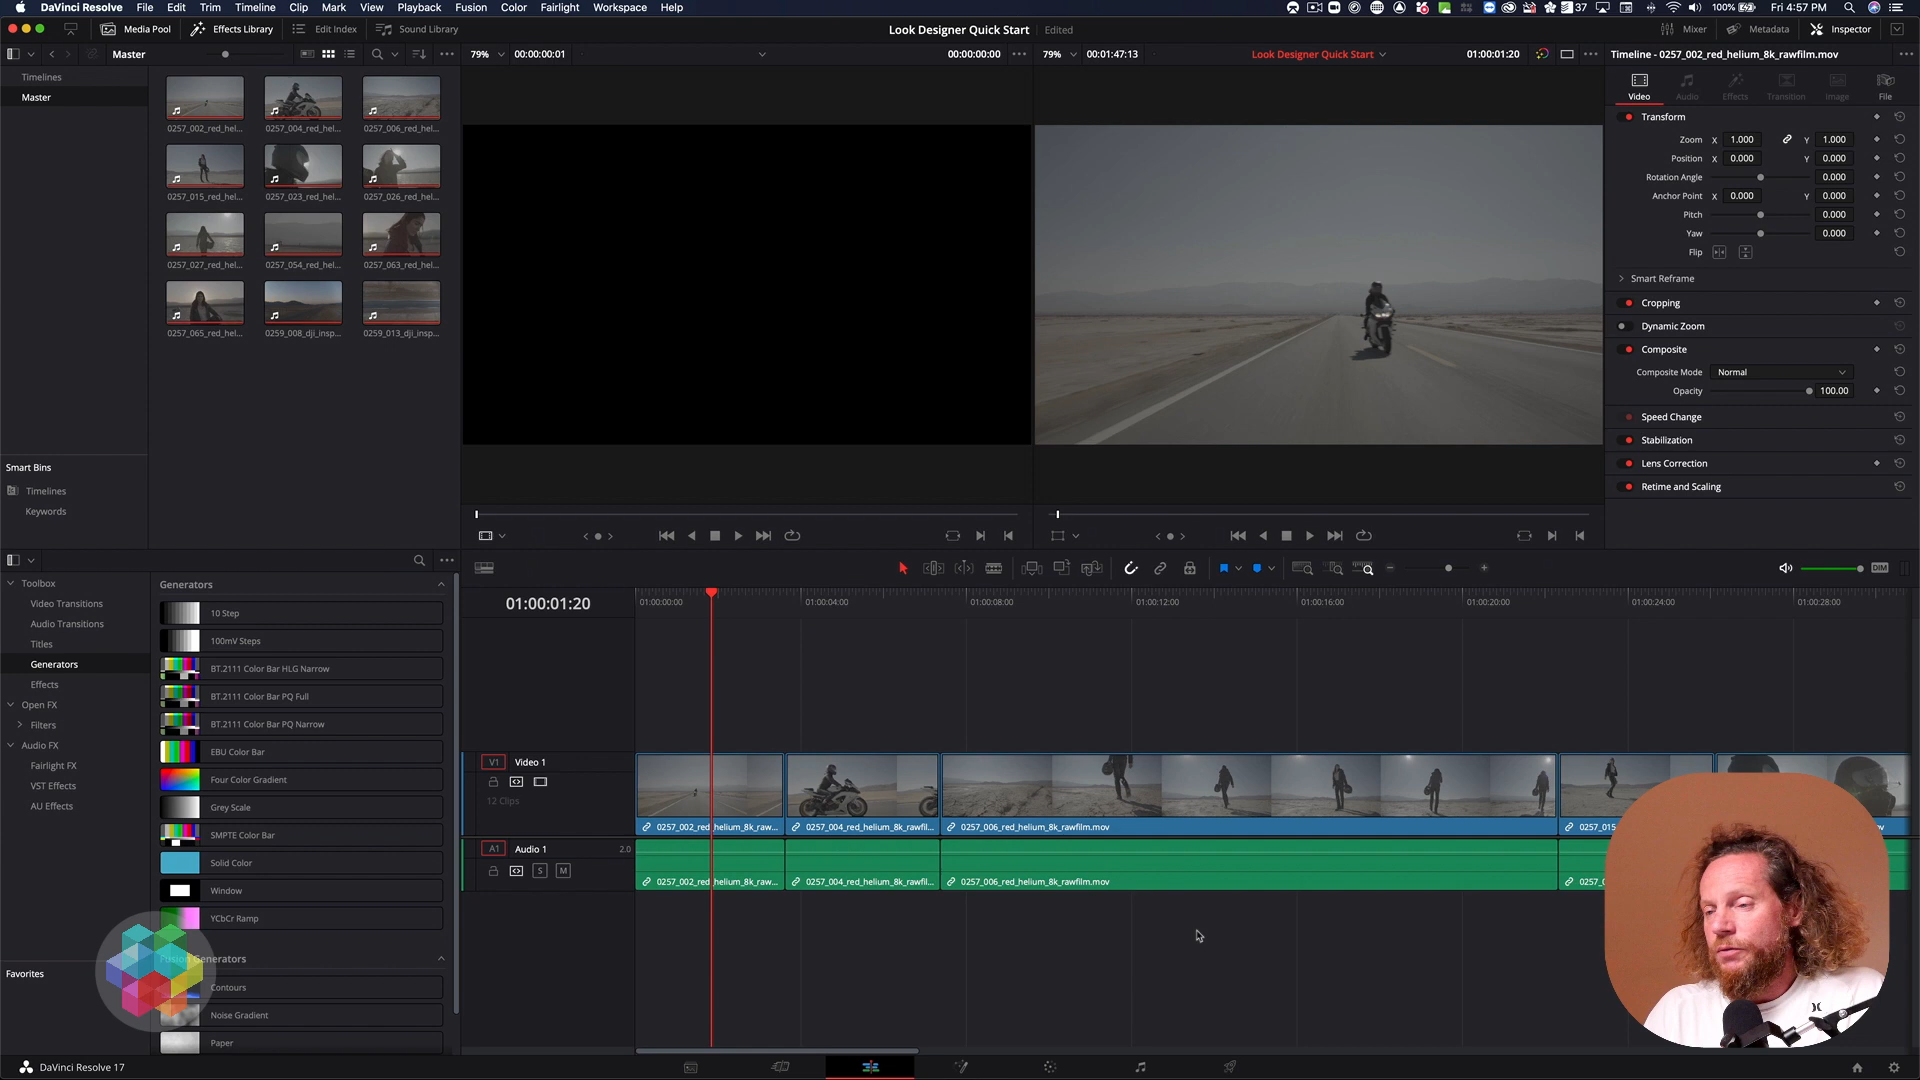 DaVinci Resolve File Edit Trim Timeline Clip Mark View Playback Fusion Color Fairlight Workspace Help
37 100% Fri 4:57 PM
Media Pool Effects Library Edit Index Sound Library
Look Designer Quick Start Edited
Mixer Metadata Inspector
Master
79% 00:00:00:01 00:00:00:00
79% 00:01:47:13 Look Designer Quick Start 01:00:01:20
Timeline - 0257_002_red_helium_8k_rawfilm.mov
Timelines
Master
0257_002_red_hel... 0257_004_red_hel... 0257_006_red_hel...
0257_015_red_hel... 0257_023_red_hel... 0257_026_red_hel...
0257_027_red_hel... 0257_054_red_hel... 0257_063_red_hel...
0257_065_red_hel... 0259_008_dji_insp... 0259_013_dji_insp...
Video Audio Effects Transition Image File
Transform
Zoom X 1.000 Y 1.000
Position X 0.000 Y 0.000
Rotation Angle 0.000
Anchor Point X 0.000 Y 0.000
Pitch 0.000
Yaw 0.000
Flip
Smart Reframe
Cropping
Dynamic Zoom
Composite
Composite Mode Normal
Opacity 100.00
Speed Change
Stabilization
Lens Correction
Retime and Scaling
Smart Bins
Timelines
Keywords
Toolbox
Video Transitions
Audio Transitions
Titles
Generators
Effects
Open FX
Filters
Audio FX
Fairlight FX
VST Effects
AU Effects
Favorites
Generators
10 Step
100mV Steps
BT.2111 Color Bar HLG Narrow
BT.2111 Color Bar PQ Full
BT.2111 Color Bar PQ Narrow
EBU Color Bar
Four Color Gradient
Grey Scale
SMPTE Color Bar
Solid Color
Window
YCbCr Ramp
Fusion Generators
Contours
Noise Gradient
Paper
DIM
01:00:01:20
01:00:00:00 01:00:04:00 01:00:08:00 01:00:12:00 01:00:16:00 01:00:20:00 01:00:24:00 01:00:28:00
V1 Video 1
12 Clips
0257_002_red_helium_8k_raw... 0257_004_red_helium_8k_rawfil... 0257_006_red_helium_8k_rawfilm.mov 0257_015
A1 Audio 1 2.0
S M
0257_002_red_helium_8k_raw... 0257_004_red_helium_8k_rawfil... 0257_006_red_helium_8k_rawfilm.mov 0257_0
DaVinci Resolve 17